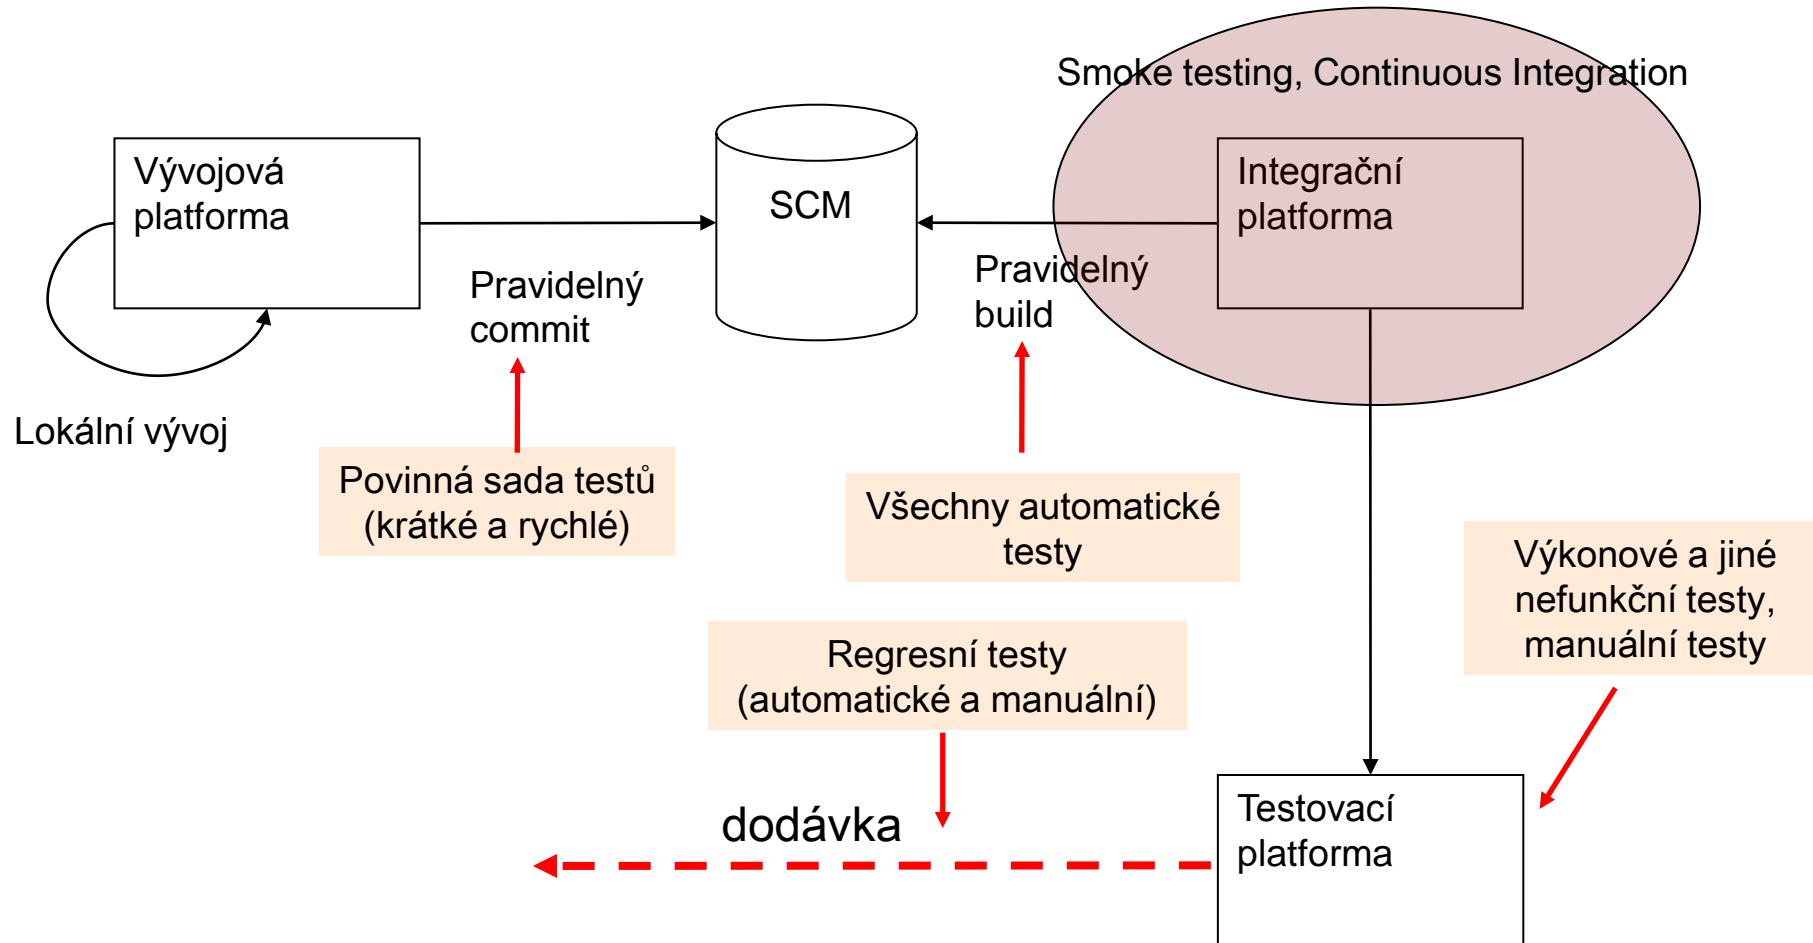 Smoke testing, Continuous Integration
Vývojová
platforma
SCM
Integrační
platforma
Pravidelný
commit
Pravidelný
build
Lokální vývoj
Povinná sada testů
(krátké a rychlé)
Všechny automatické
testy
Výkonové a jiné
nefunkční testy,
manuální testy
Regresní testy
(automatické a manuální)
dodávka
Testovací
platforma